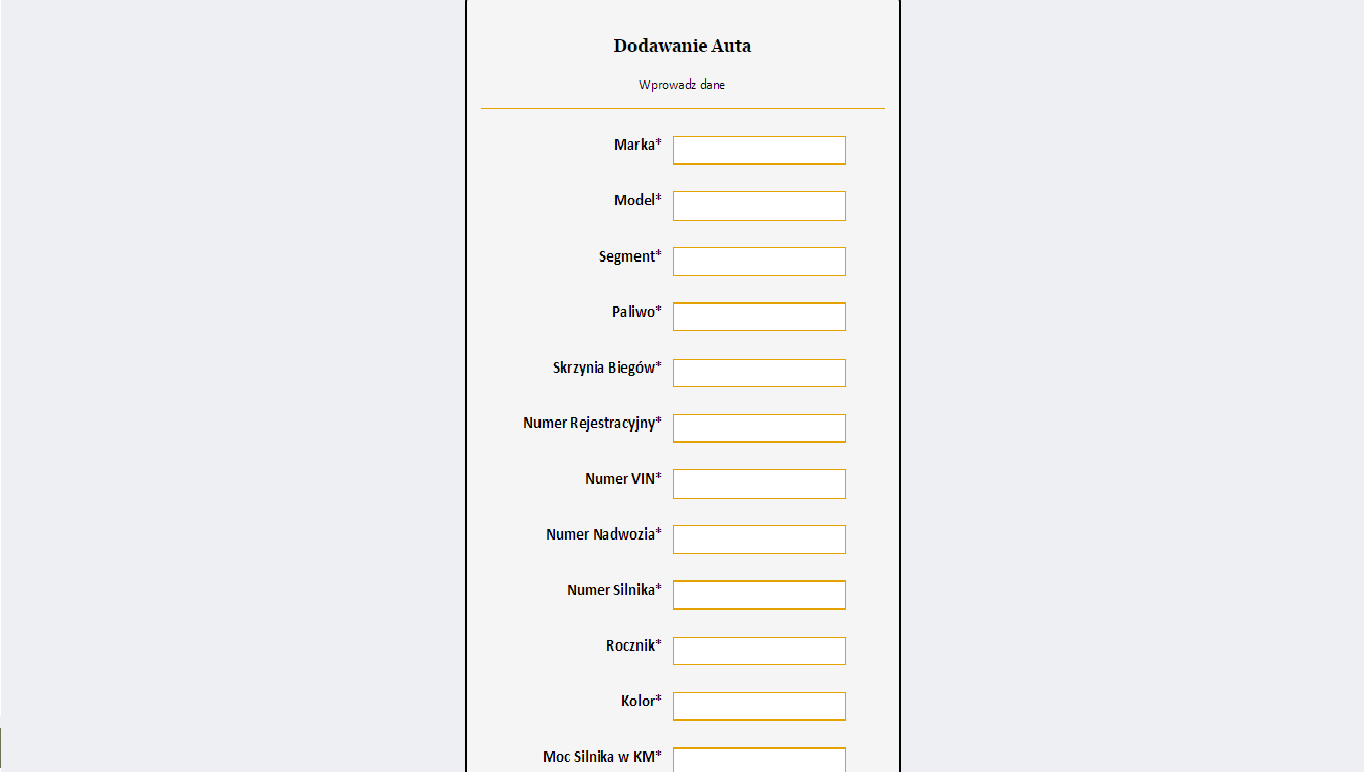 Dodawanie Auta
Wprowadz dane
Marka*
Model*
Segment*
Paliwo*
Skrzynia Biegów*
Numer Rejestracyjny*
Numer VIN*
Numer Nadwozia*
Numer Silnika*
Rocznik*
Kolor*
Moc Silnika w KM*